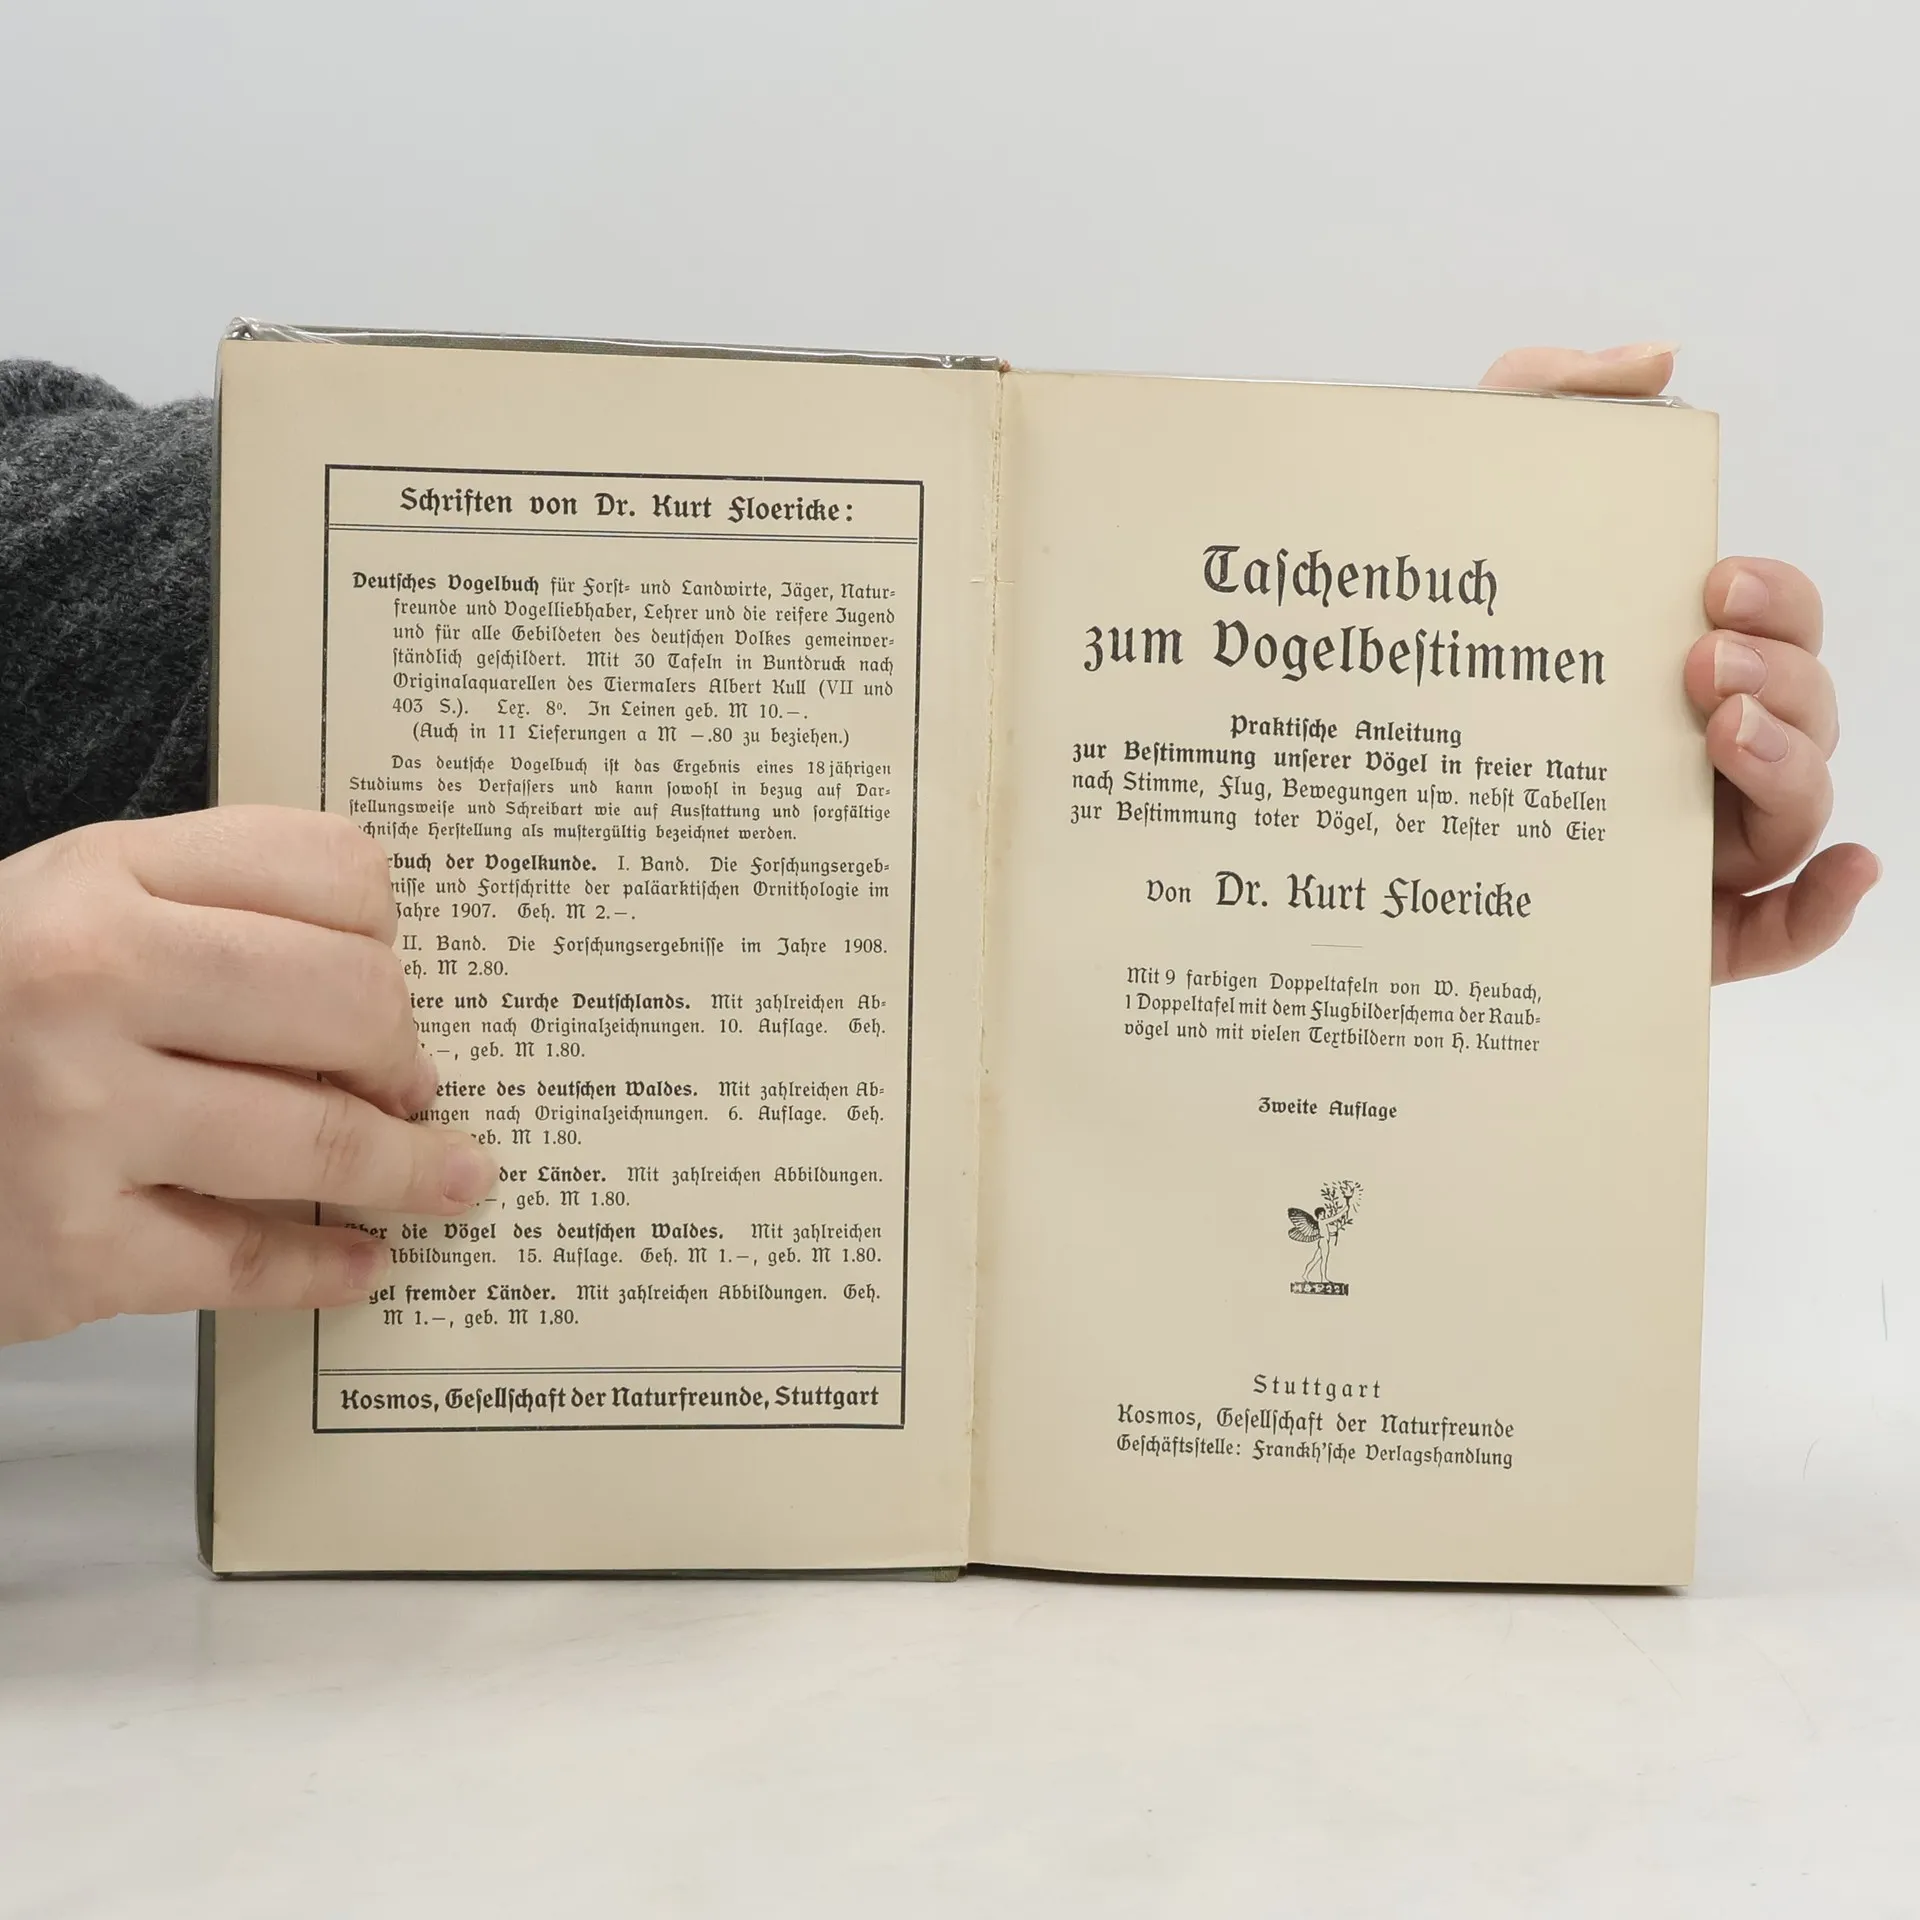 Schriften von Dr. Kurt Floericke:
Deutsches Vogelbuch für Forst- und Landwirte, Jäger, Natur-
freunde und Vogelliebhaber, Lehrer und die reifere Jugend
und für alle Gebildeten des deutschen Volkes gemeinver-
ständlich geschildert. Mit 30 Tafeln in Buntdruck nach
Originalaquarellen des Tiermalers Albert Kull (VII und
403 S.). Lex. 8º. In Leinen geb. M 10.—.
(Auch in 11 Lieferungen a M —.80 zu beziehen.)
Das deutsche Vogelbuch ist das Ergebnis eines 18jährigen
Studiums des Verfassers und kann sowohl in bezug auf Dar-
stellungsweise und Schreibart wie auf Ausstattung und sorgfältige
chnische Herstellung als mustergültig bezeichnet werden.
rbuch der Vogelkunde. I. Band. Die Forschungsergeb-
nisse und Fortschritte der paläarktischen Ornithologie im
Jahre 1907. Geh. M 2.—.
II. Band. Die Forschungsergebnisse im Jahre 1908.
eh. M 2.80.
iere und Lurche Deutschlands. Mit zahlreichen Ab-
dungen nach Originalzeichnungen. 10. Auflage. Geh.
1.—, geb. M 1.80.
etiere des deutschen Waldes. Mit zahlreichen Ab-
dungen nach Originalzeichnungen. 6. Auflage. Geh.
geb. M 1.80.
der Länder. Mit zahlreichen Abbildungen.
.—, geb. M 1.80.
über die Vögel des deutschen Waldes. Mit zahlreichen
Abbildungen. 15. Auflage. Geh. M 1.—, geb. M 1.80.
gel fremder Länder. Mit zahlreichen Abbildungen. Geh.
M 1.—, geb. M 1.80.
Kosmos, Gesellschaft der Naturfreunde, Stuttgart
Taschenbuch
zum Vogelbestimmen
Praktische Anleitung
zur Bestimmung unserer Vögel in freier Natur
nach Stimme, Flug, Bewegungen usw. nebst Tabellen
zur Bestimmung toter Vögel, der Nester und Eier
Von Dr. Kurt Floericke
Mit 9 farbigen Doppeltafeln von W. Heubach,
1 Doppeltafel mit dem Flugbilderschema der Raub-
vögel und mit vielen Textbildern von H. Kuttner
Zweite Auflage
Stuttgart
Kosmos, Gesellschaft der Naturfreunde
Geschäftsstelle: Franckh'sche Verlagshandlung